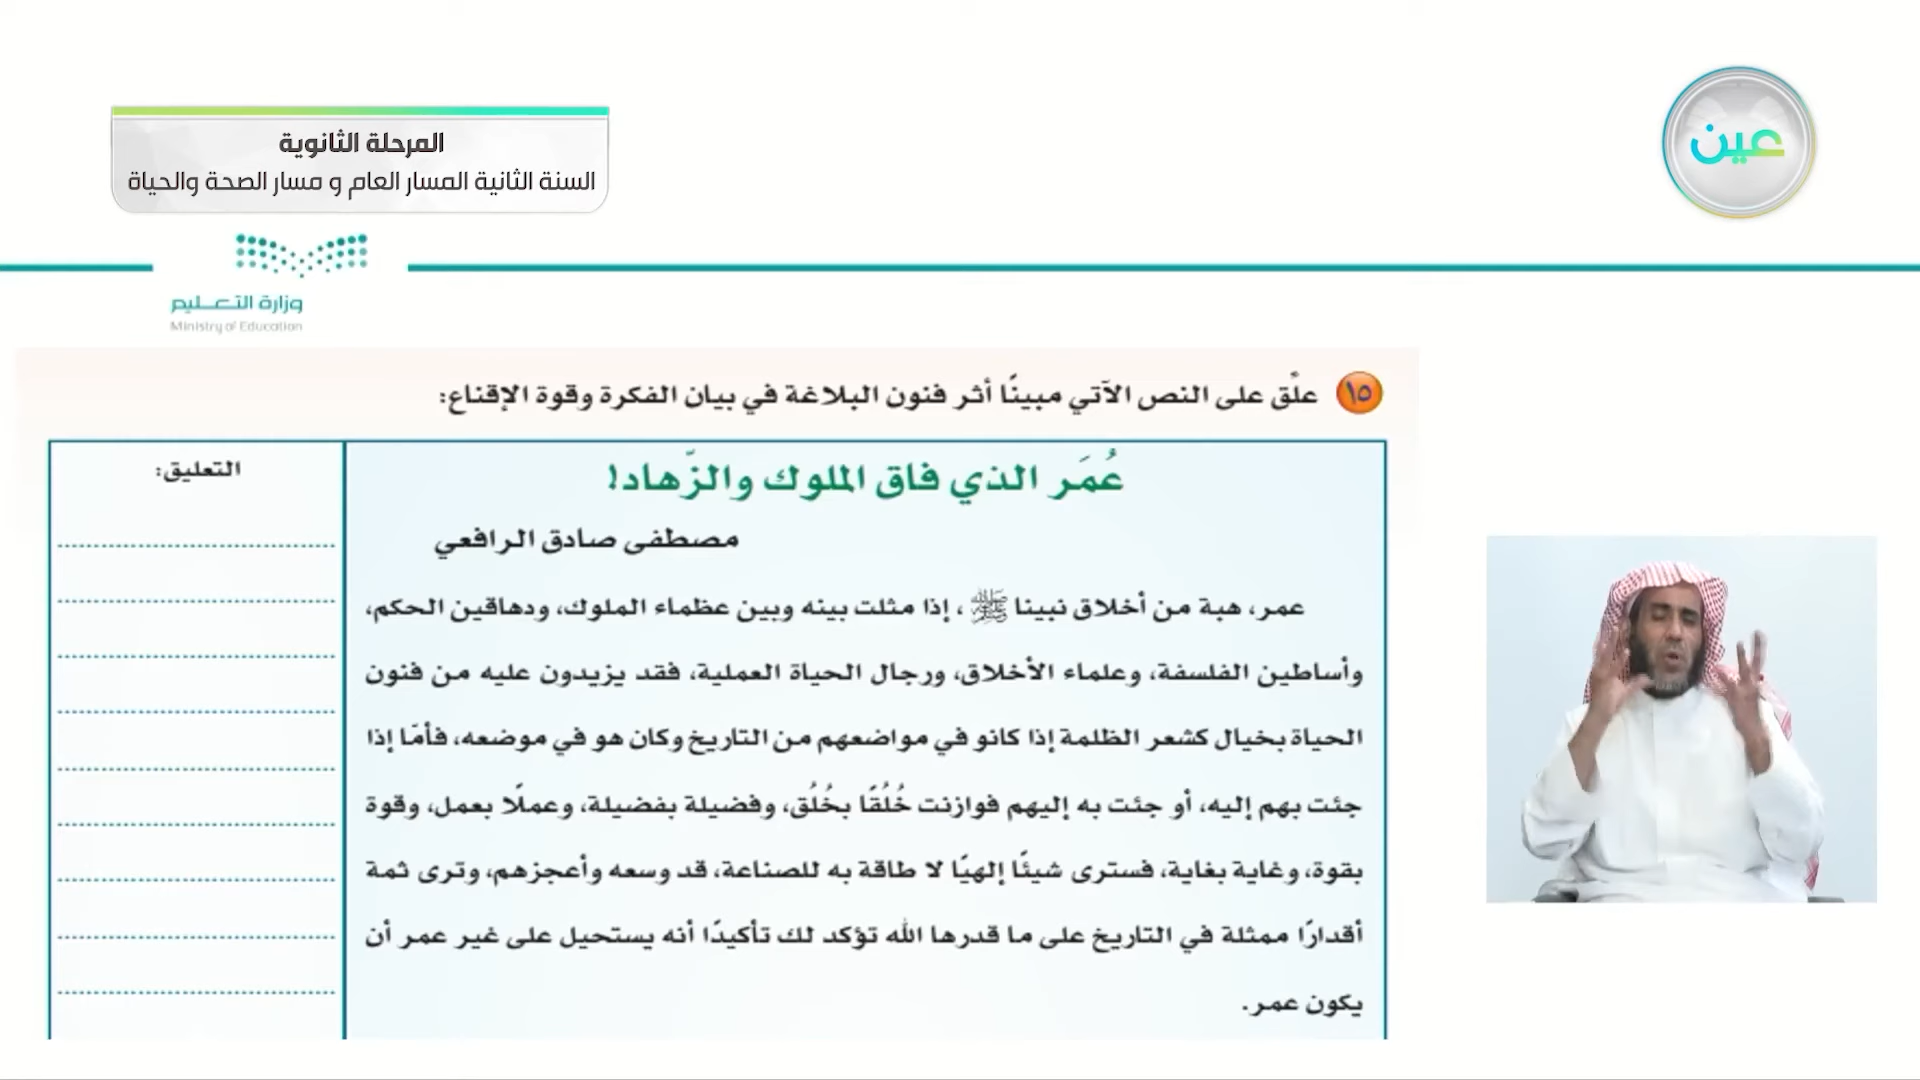 المرحلة الثانوية
السنة الثانية المسار العام و مسار الصحة والحياة
عين
وزارة التعليم
Ministry of Education
١٥ علّق على النص الآتي مبينًا أثر فنون البلاغة في بيان الفكرة وقوة الإقناع:
عُمَر الذي فاق الملوك والزّهاد!
مصطفى صادق الرافعي
عمر، هبة من أخلاق نبينا ﷺ، إذا مثلت بينه وبين عظماء الملوك، ودهاقين الحكم،
وأساطين الفلسفة، وعلماء الأخلاق، ورجال الحياة العملية، فقد يزيدون عليه من فنون
الحياة بخيال كشعر الظلمة إذا كانو في مواضعهم من التاريخ وكان هو في موضعه، فأمّا إذا
جئت بهم إليه، أو جئت به إليهم فوازنت خُلُقًا بخُلُق، وفضيلة بفضيلة، وعملًا بعمل، وقوة
بقوة، وغاية بغاية، فسترى شيئًا إلهيًا لا طاقة به للصناعة، قد وسعه وأعجزهم، وترى ثمة
أقدارًا ممثلة في التاريخ على ما قدرها الله تؤكد لك تأكيدًا أنه يستحيل على غير عمر أن
يكون عمر.
التعليق: